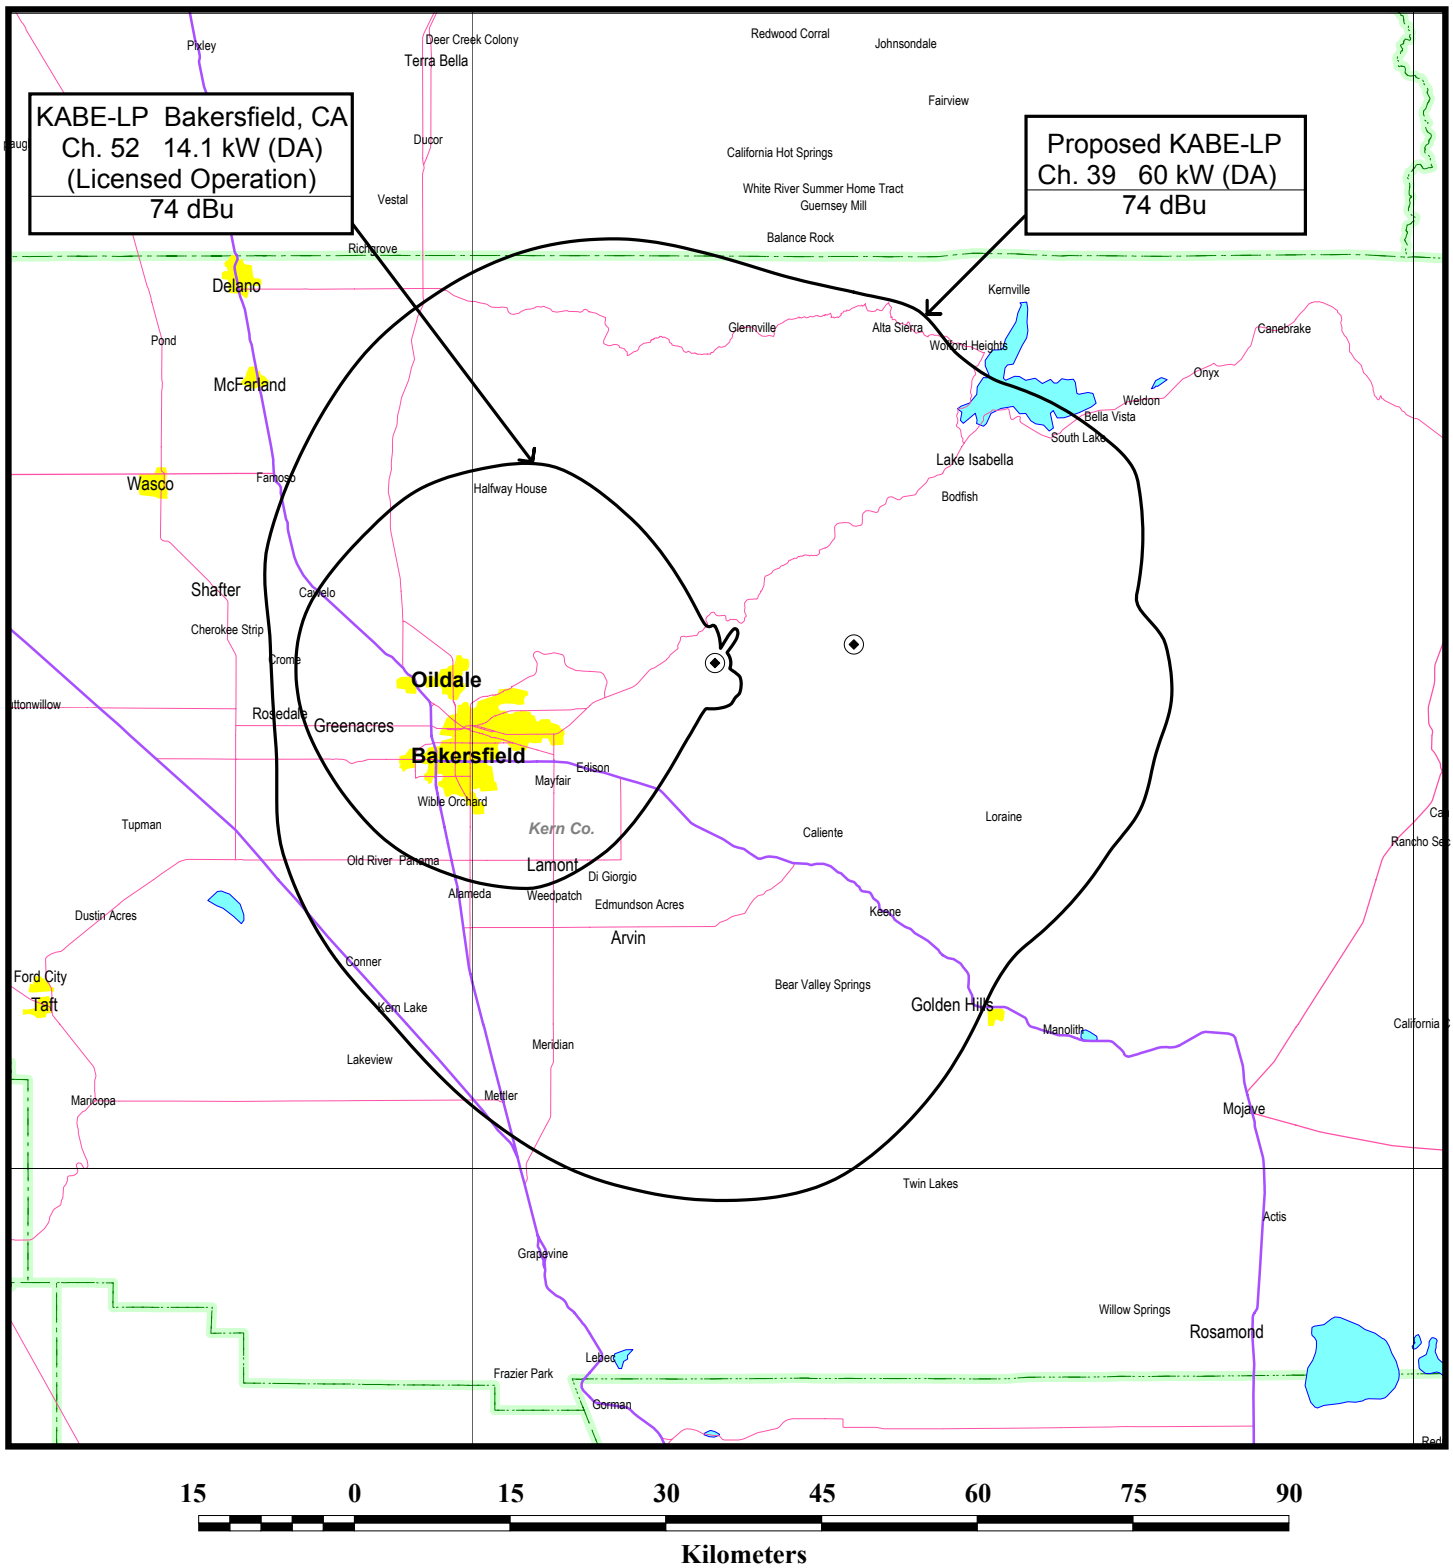 Pixley
Deer Creek Colony
Terra Bella
Redwood Corral
Johnsondale
Fairview
KABE-LP Bakersfield, CA
Ch. 52 14.1 kW (DA)
(Licensed Operation)
74 dBu
Proposed KABE-LP
Ch. 39 60 kW (DA)
74 dBu
Ducor
California Hot Springs
White River Summer Home Tract
Guernsey Mill
Vestal
Balance Rock
Richgrove
Delano
Kernville
Glennville
Alta Sierra
Canebrake
Pond
Wofford Heights
McFarland
Onyx
Weldon
Bella Vista
South Lake
Lake Isabella
Famoso
Wasco
Halfway House
Bodfish
Shafter
Cawelo
Cherokee Strip
Crome
Oildale
uttonwillow
Rosedale
Greenacres
Bakersfield
Edison
Mayfair
Wible Orchard
Kern Co.
Loraine
Tupman
Caliente
Rancho Sec
Old River Panama
Lamont
Di Giorgio
Alameda
Weedpatch
Edmundson Acres
Keene
Dustin Acres
Arvin
Conner
Ford City
Bear Valley Springs
Taft
Kern Lake
Golden Hills
Manolith
California C
Meridian
Lakeview
Mettler
Maricopa
Mojave
Twin Lakes
Actis
Grapevine
Willow Springs
Rosamond
Lebec
Frazier Park
Gorman
Red
15 0 15 30 45 60 75 90
Kilometers